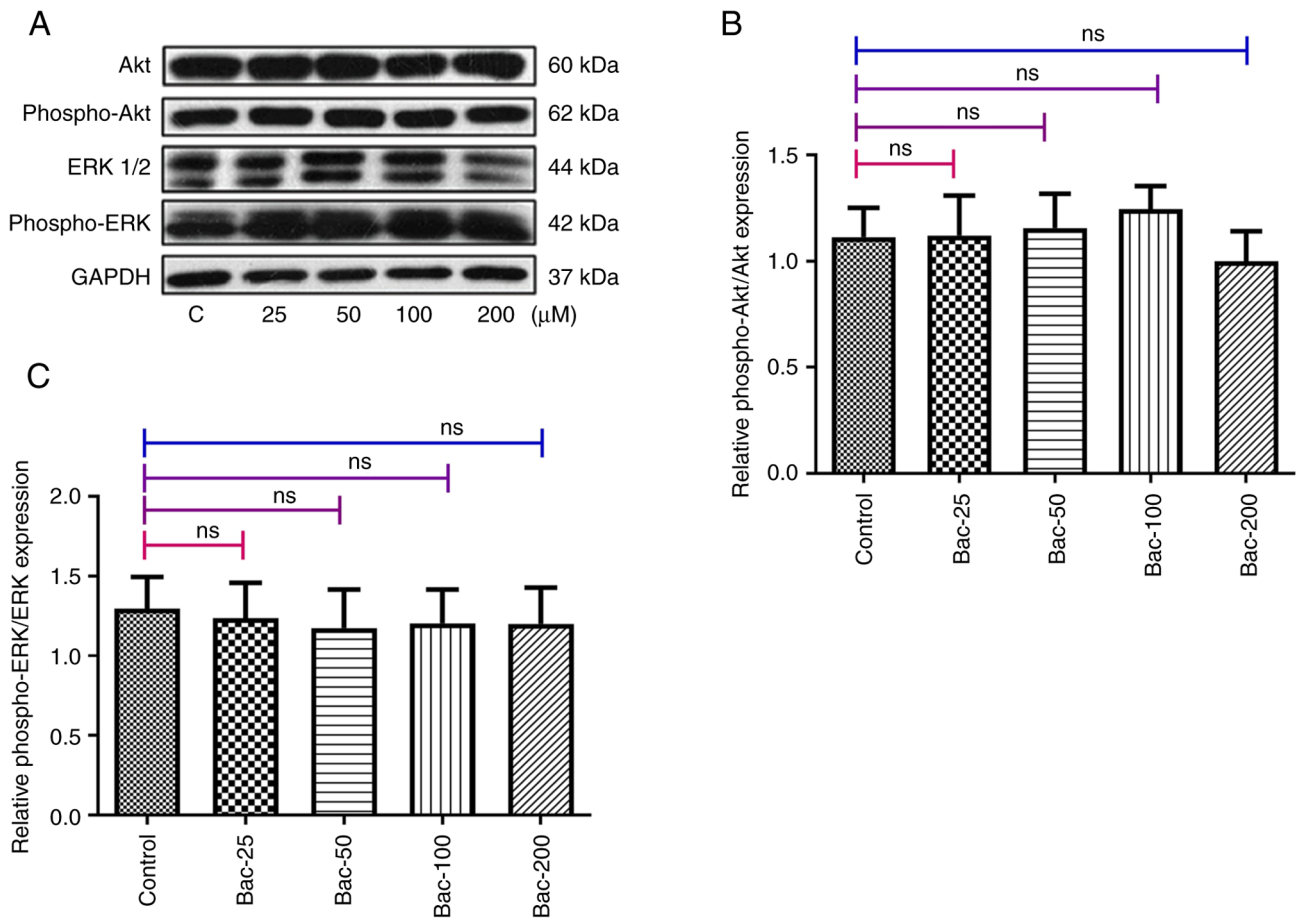 A
Akt 60 kDa
Phospho-Akt 62 kDa
ERK 1/2 44 kDa
Phospho-ERK 42 kDa
GAPDH 37 kDa
C 25 50 100 200 (μM)
B
ns
ns
ns
ns
Relative phospho-Akt/Akt expression
1.5
1.0
0.5
0.0
Control
Bac-25
Bac-50
Bac-100
Bac-200
C
ns
ns
ns
ns
Relative phospho-ERK/ERK expression
2.0
1.5
1.0
0.5
0.0
Control
Bac-25
Bac-50
Bac-100
Bac-200